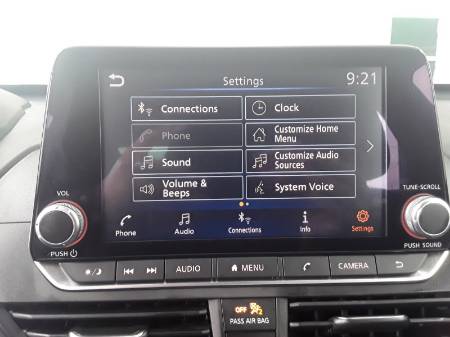 Settings
9:21
Connections
Clock
Phone
Customize Home
Menu
Sound
Customize Audio
Sources
Volume &
Beeps
System Voice
VOL
TUNE·SCROLL
Phone
Audio
Connections
Info
Settings
PUSH
PUSH SOUND
AUDIO
MENU
CAMERA
OFF
PASS AIR BAG